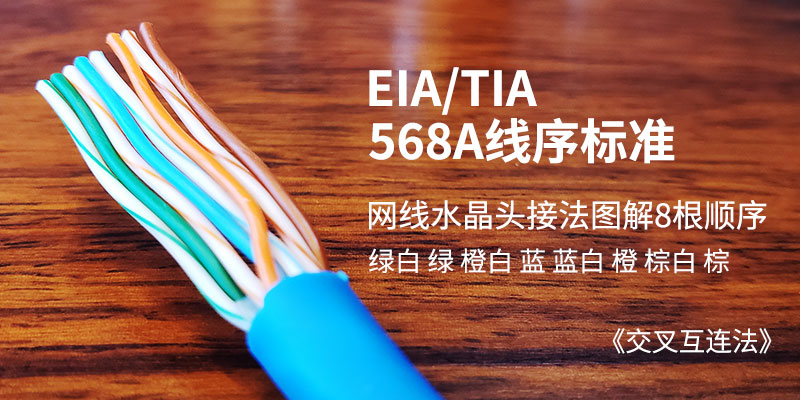 EIA/TIA
568A线序标准
网线水晶头接法图解8根顺序
绿白 绿 橙白 蓝 蓝白 橙 棕白 棕
《交叉互连法》